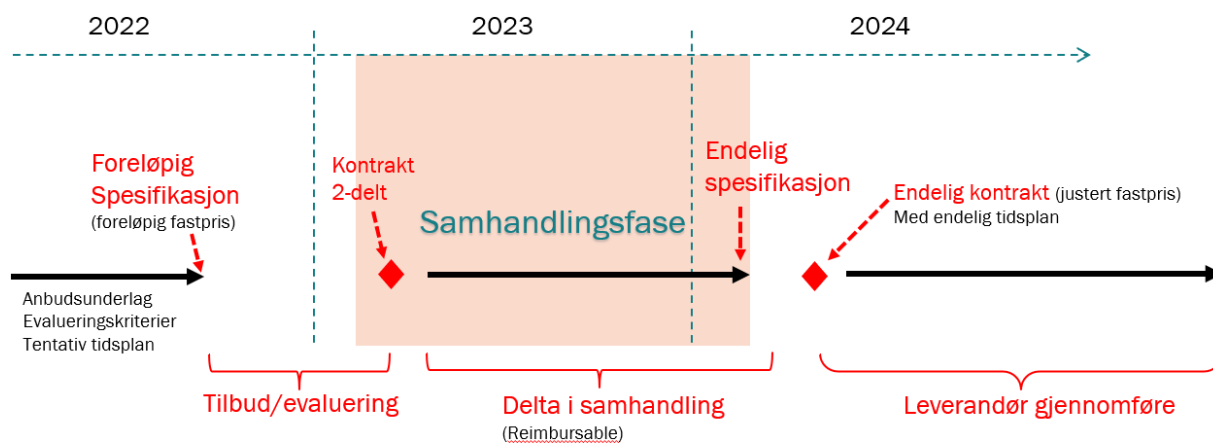 2022
2023
2024
Foreløpig
Spesifikasjon
(foreløpig fastpris)
Kontrakt
2-delt
Endelig
spesifikasjon
Endelig kontrakt (justert fastpris)
Med endelig tidsplan
Samhandlingsfase
Anbudsunderlag
Evalueringskriterier
Tentativ tidsplan
Tilbud/evaluering
Delta i samhandling
(Reimbursable)
Leverandør gjennomføre